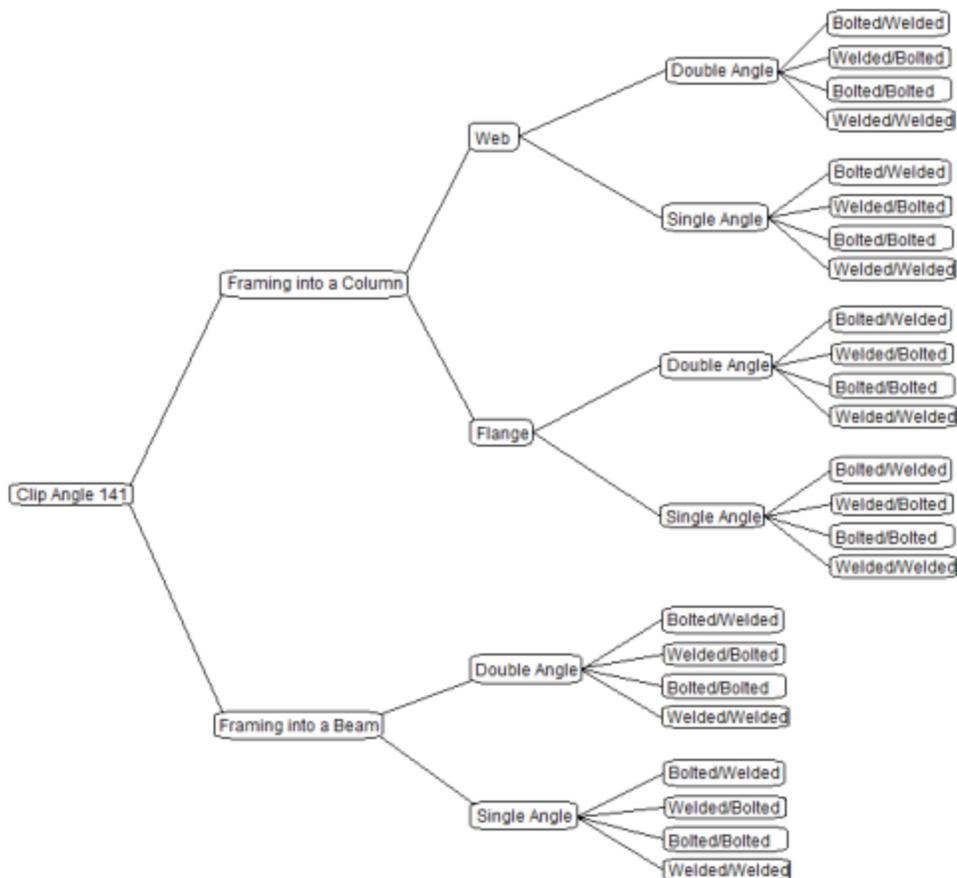 Clip Angle 141
Framing into a Column
Web
Double Angle
Bolted/Welded
Welded/Bolted
Bolted/Bolted
Welded/Welded
Single Angle
Bolted/Welded
Welded/Bolted
Bolted/Bolted
Welded/Welded
Flange
Double Angle
Bolted/Welded
Welded/Bolted
Bolted/Bolted
Welded/Welded
Single Angle
Bolted/Welded
Welded/Bolted
Bolted/Bolted
Welded/Welded
Framing into a Beam
Double Angle
Bolted/Welded
Welded/Bolted
Bolted/Bolted
Welded/Welded
Single Angle
Bolted/Welded
Welded/Bolted
Bolted/Bolted
Welded/Welded